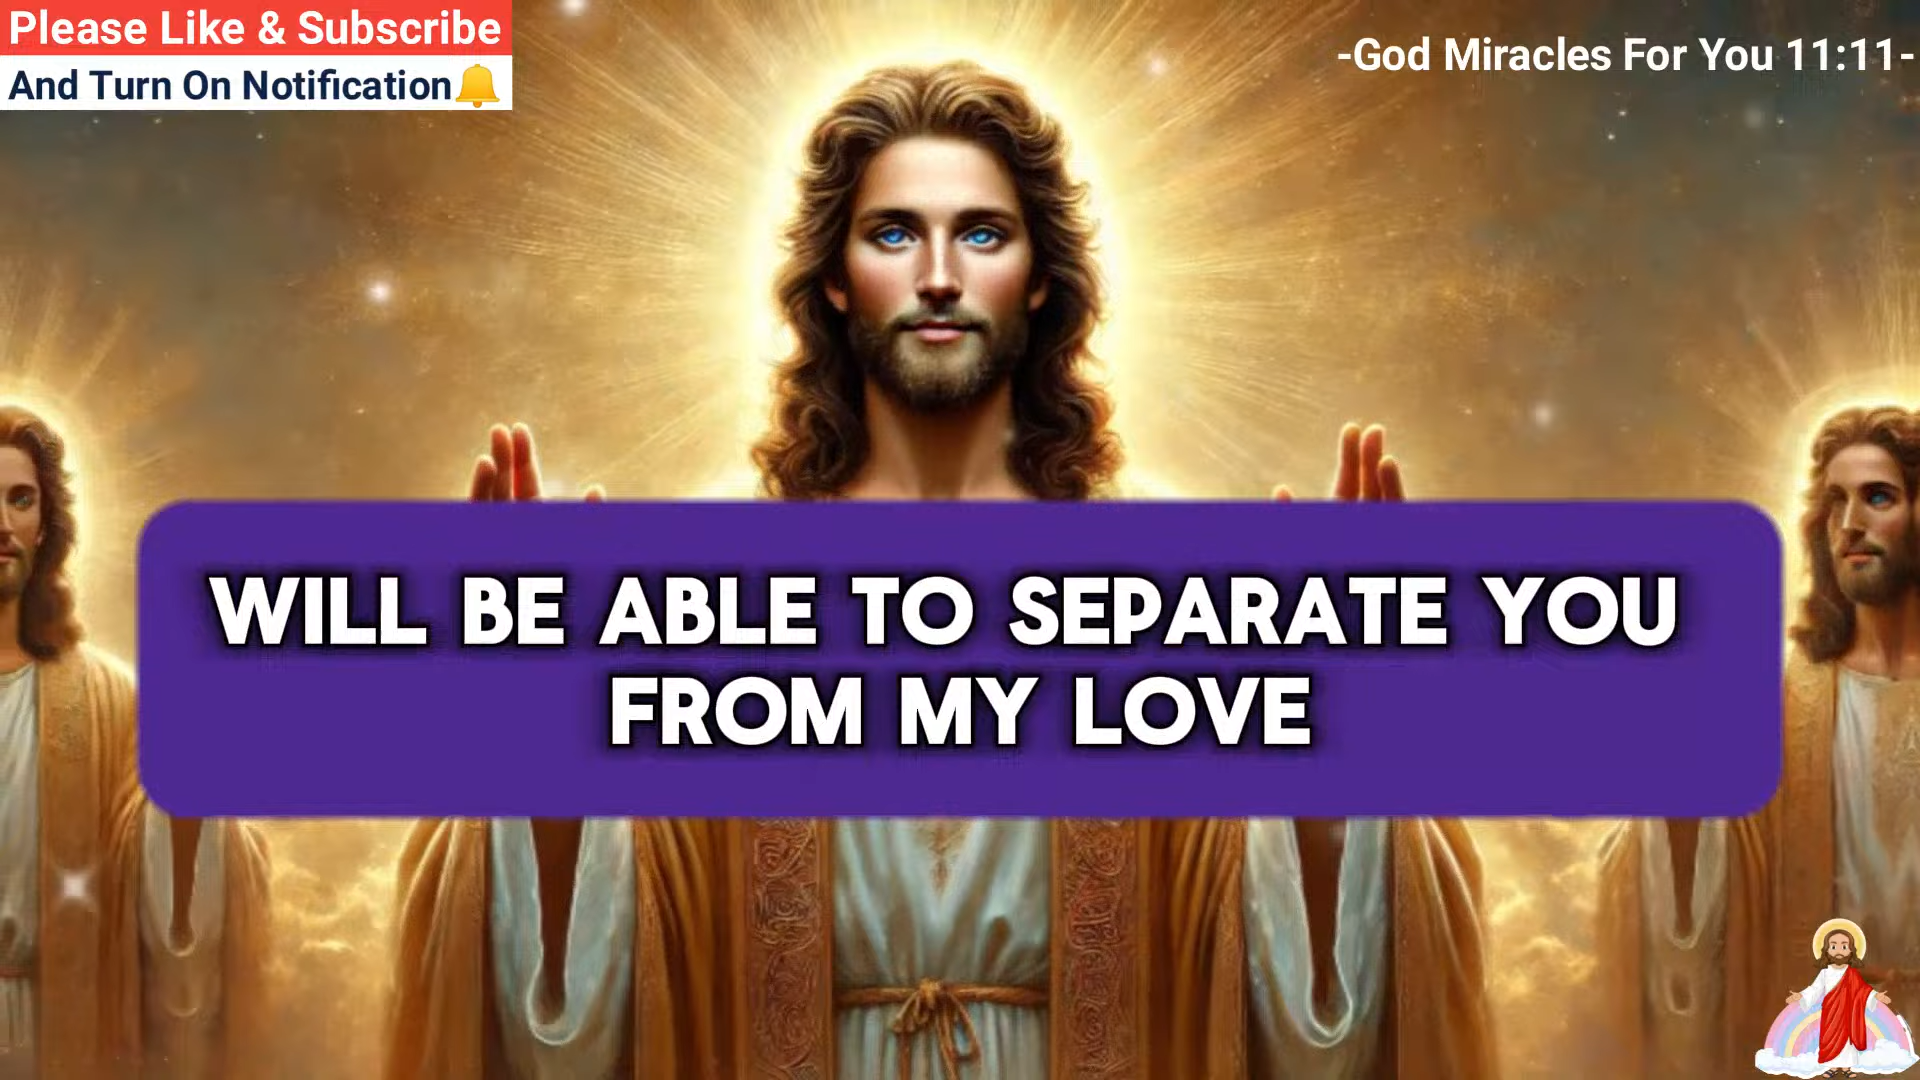 Please Like & Subscribe
And Turn On Notification🔔
-God Miracles For You 11:11-
WILL BE ABLE TO SEPARATE YOU
FROM MY LOVE